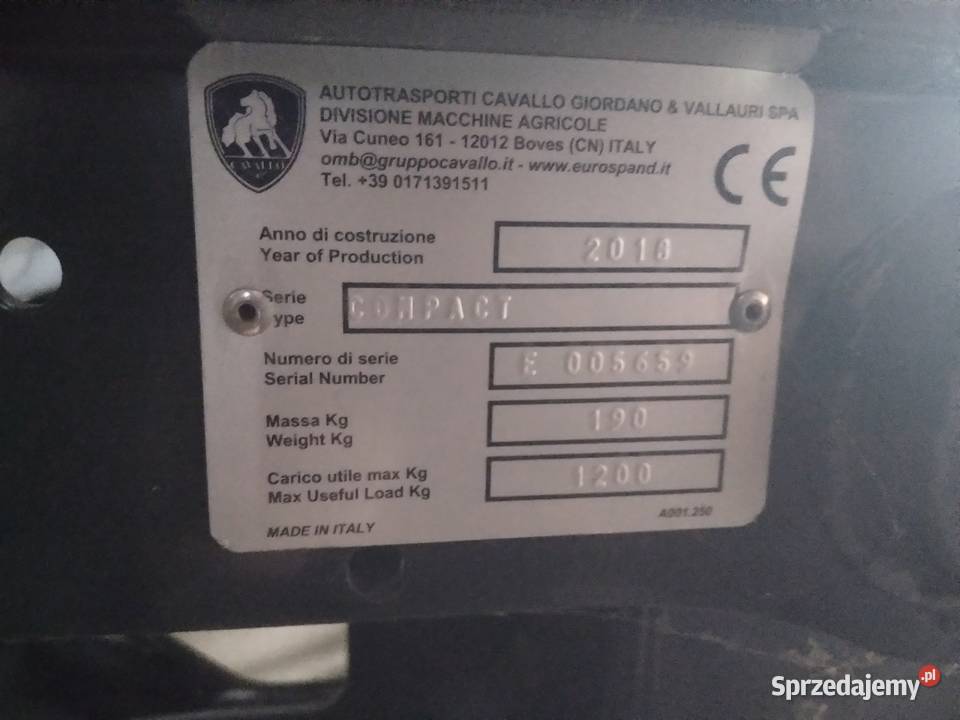 AUTOTRASPORTI CAVALLO GIORDANO & VALLAURI SPA
DIVISIONE MACCHINE AGRICOLE
Via Cuneo 161 - 12012 Boves (CN) ITALY
omb@gruppocavallo.it - www.eurospand.it
Tel. +39 0171391511
CAVALLO
CE
Anno di costruzione
Year of Production
Serie
ype
COMPACT
Numero di serie
Serial Number
E 005659
Massa Kg
Weight Kg
190
Carico utile max Kg
Max Useful Load Kg
1200
MADE IN ITALY
A001.250
Sprzedajemy.pl